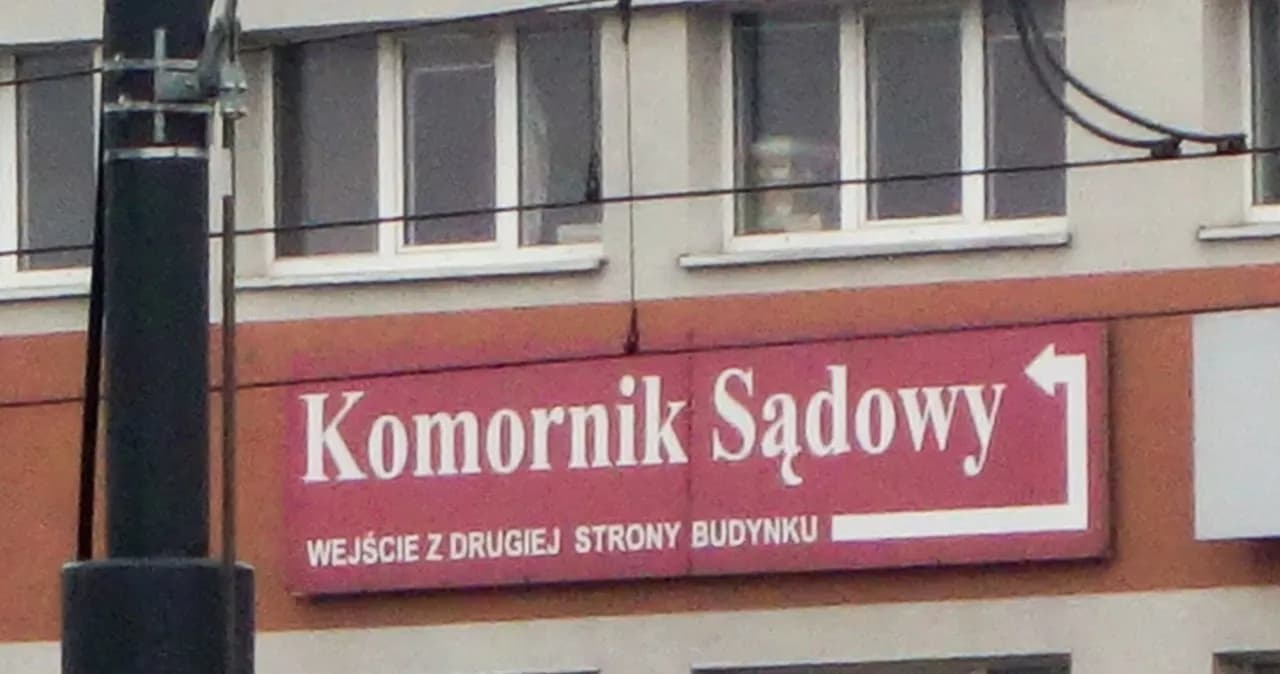 Komornik Sądowy
WEJŚCIE Z DRUGIEJ STRONY BUDYNKU